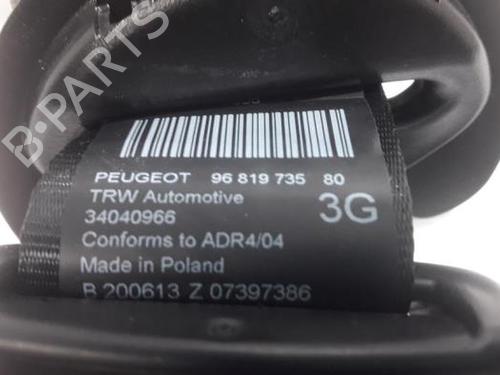 B-PARTS
PEUGEOT 96 819 735 80
TRW Automotive
34040966 3G
Conforms to ADR4/04
Made in Poland
B 200613 Z 07397386